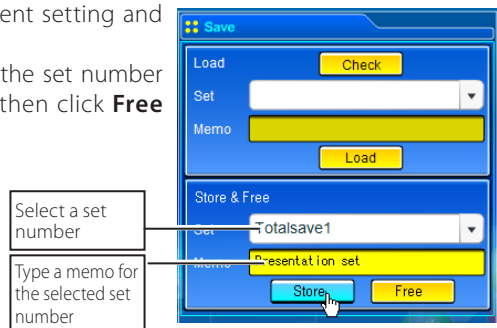 ent setting and
the set number
then click Free
Save
Load
Check
Set
Memo
Load
Store & Free
Select a set
number
Set
Totalsave1
Type a memo for
the selected set
number
Memo
Presentation set
Store
Free